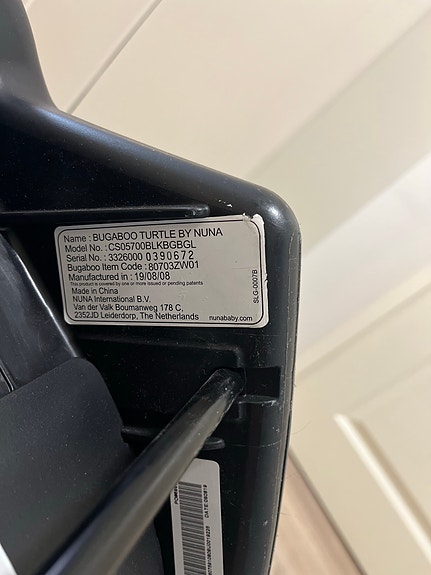 Name : BUGABOO TURTLE BY NUNA
Model No. : CS05700BLKBGBGL
Serial No. : 3326000 0390672
Bugaboo Item Code : 80703ZW01
Manufactured in : 19/08/08
This product is covered by one or more issued or pending patents
Made in China
NUNA International B.V.
Van der Valk Boumanweg 178 C,
2352JD Leiderdorp, The Netherlands
nunababy.com
SLG-0007B